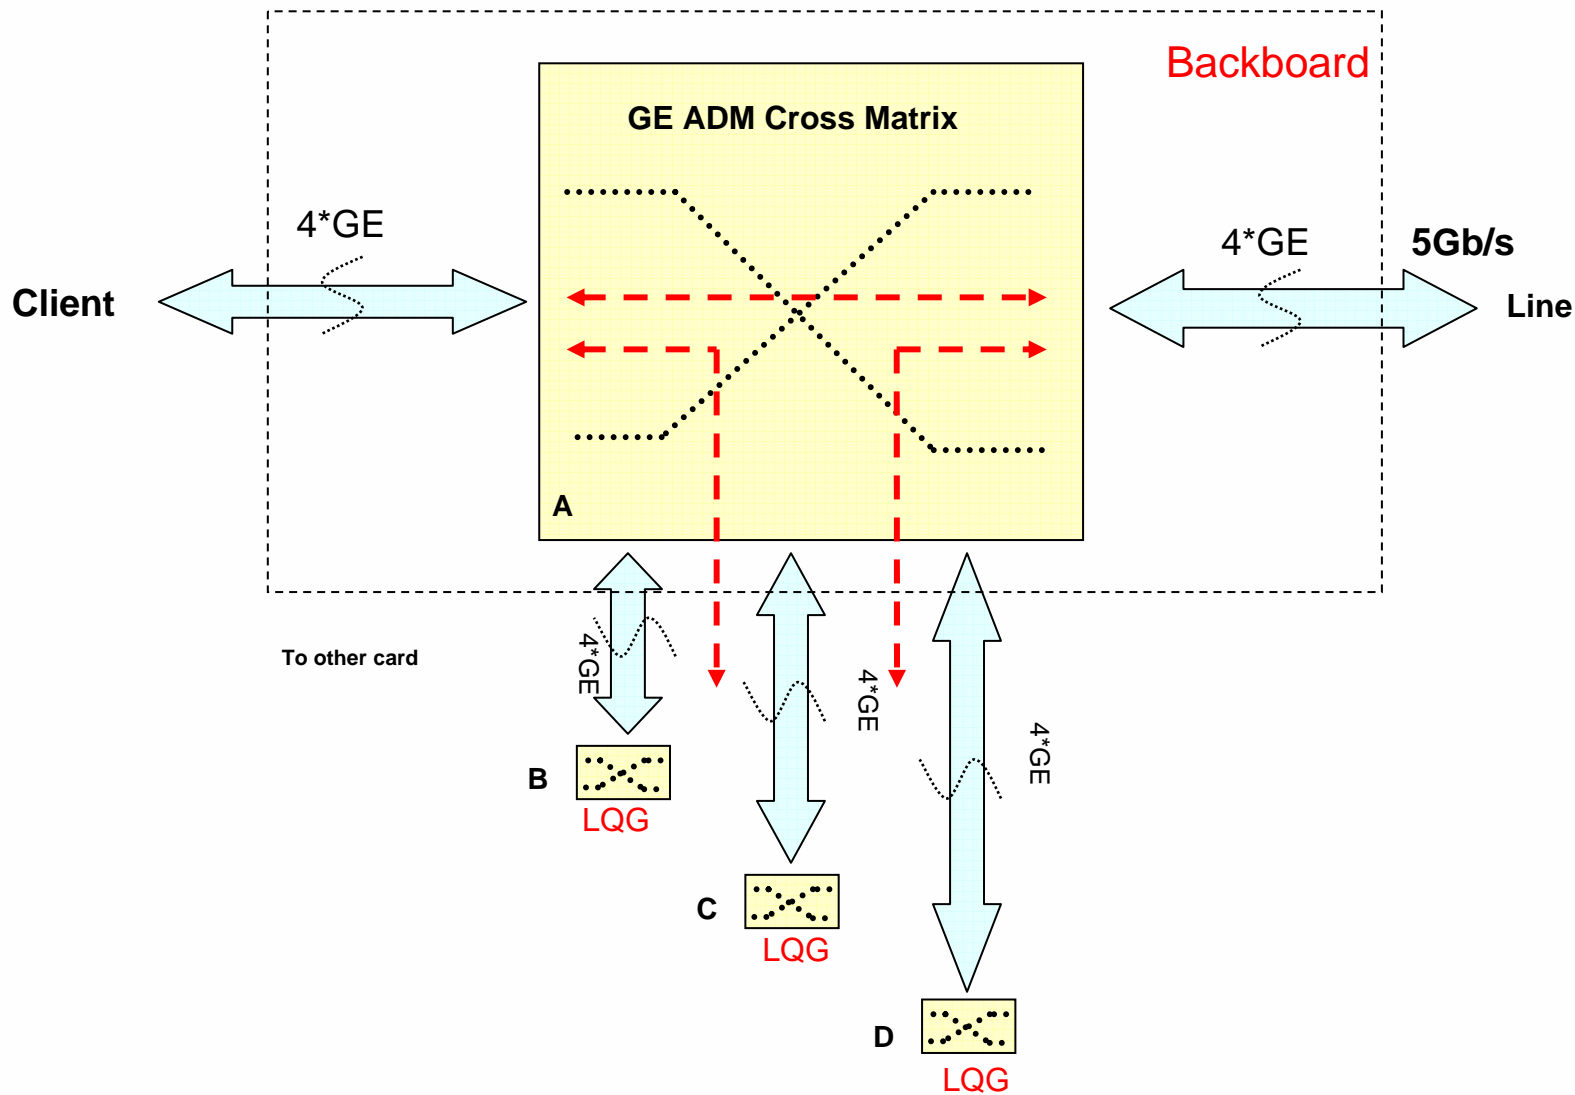 Backboard
GE ADM Cross Matrix
4*GE
4*GE
5Gb/s
Client
Line
A
To other card
4*GE
4*GE
4*GE
B
LQG
C
LQG
D
LQG